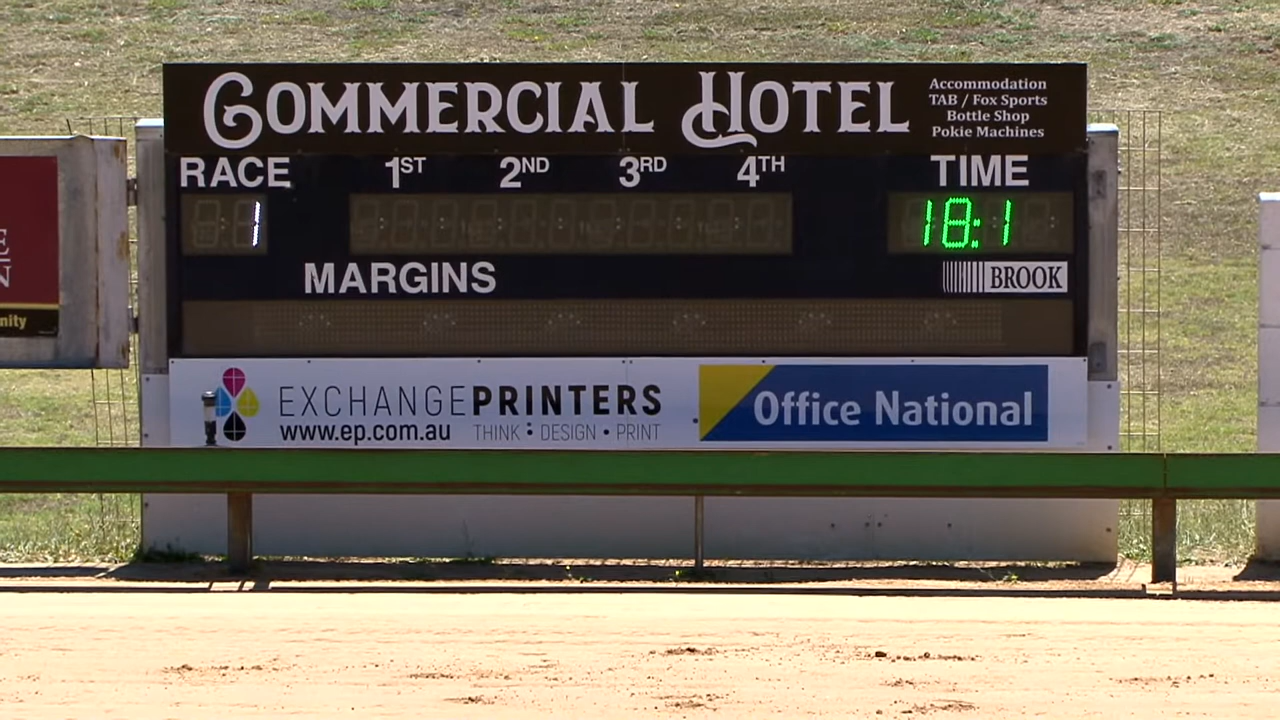 COMMERCIAL HOTEL
Accommodation
TAB / Fox Sports
Bottle Shop
Pokie Machines
RACE 1ST 2ND 3RD 4TH TIME
1 18:1
MARGINS BROOK
nity
EXCHANGEPRINTERS
www.ep.com.au THINK • DESIGN • PRINT
Office National